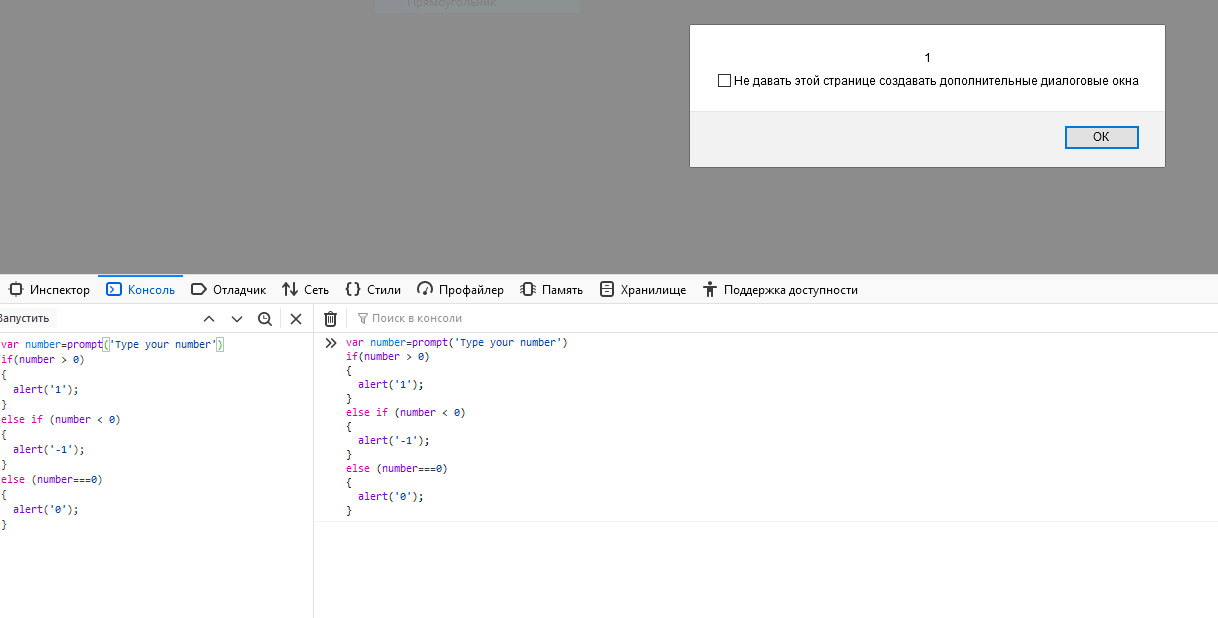 Прямоугольник
1
Не давать этой странице создавать дополнительные диалоговые окна
OK
Инспектор Консоль Отладчик Сеть Стили Профайлер Память Хранилище Поддержка доступности
Запустить
Поиск в консоли
var number=prompt('Type your number')
if(number > 0)
{
alert('1');
}
else if (number < 0)
{
alert('-1');
}
else (number===0)
{
alert('0');
}
var number=prompt('Type your number')
if(number > 0)
{
alert('1');
}
else if (number < 0)
{
alert('-1');
}
else (number===0)
{
alert('0');
}